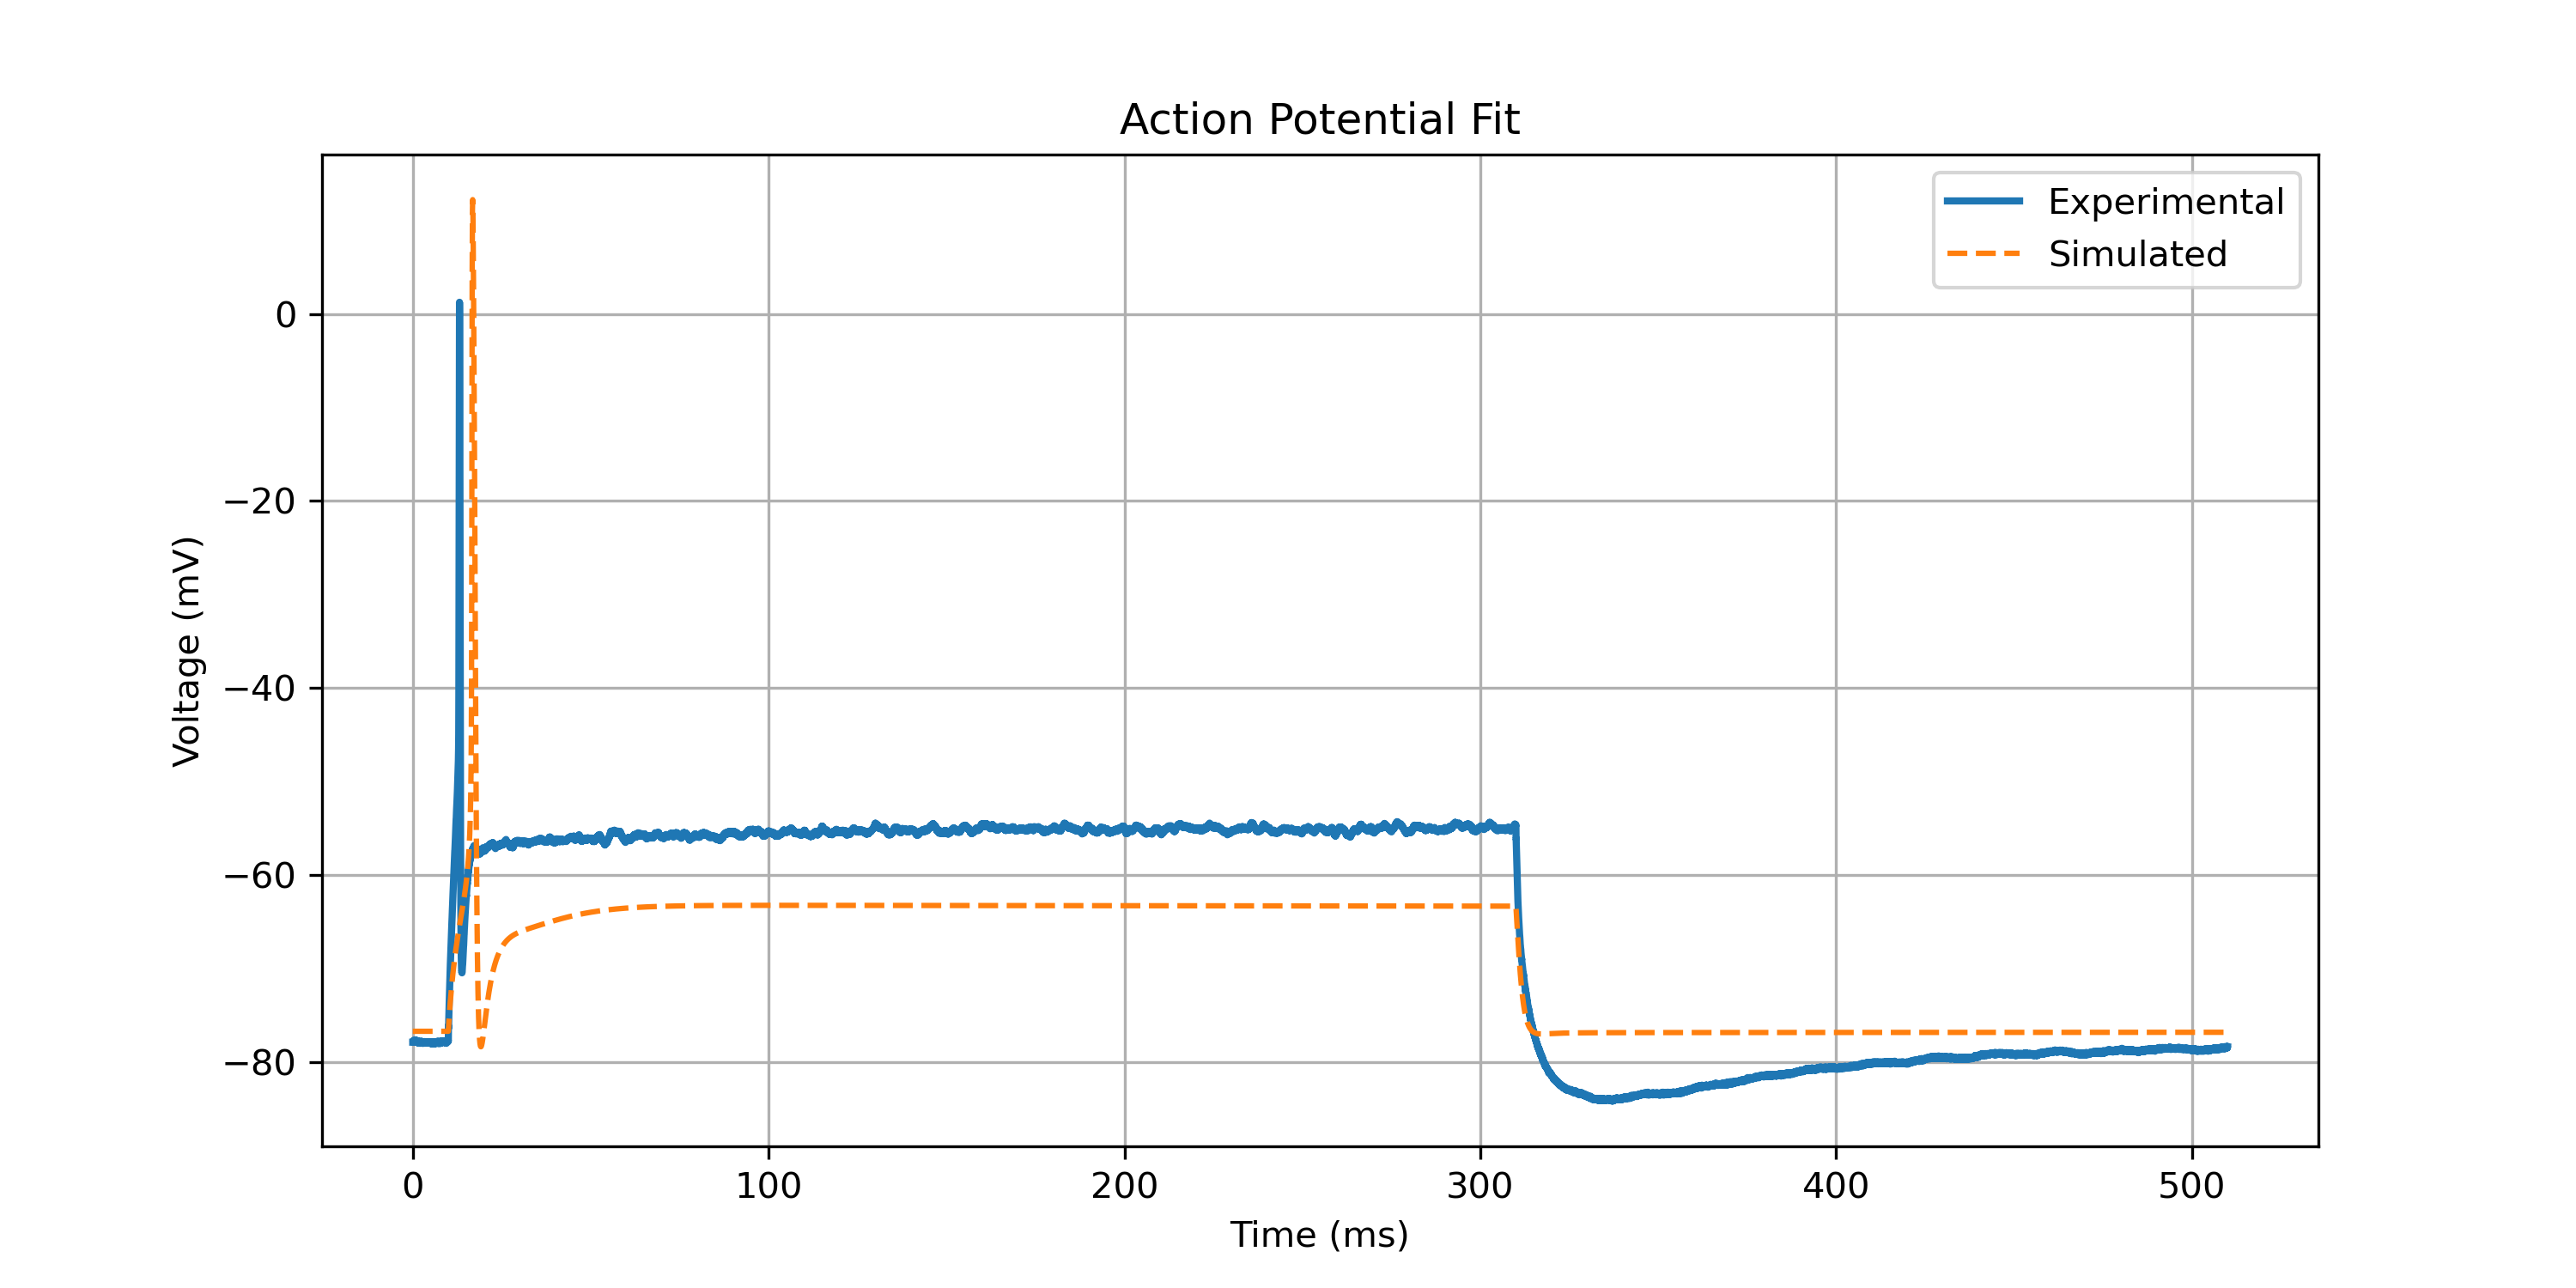 Action Potential Fit
Experimental
Simulated
0
−20
−40
−60
−80
Voltage (mV)
0 100 200 300 400 500
Time (ms)